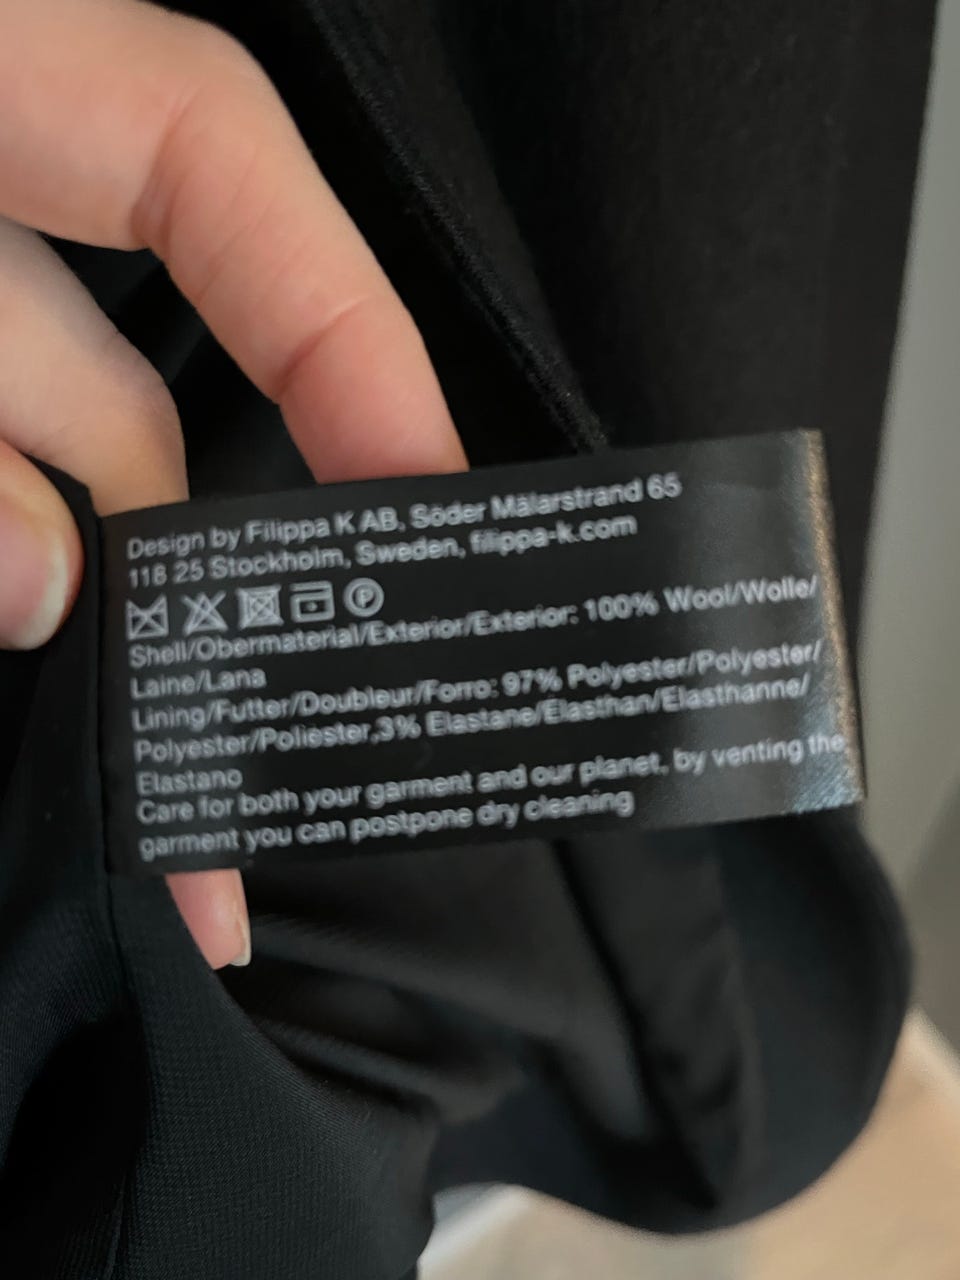 Design by Filippa K AB, Söder Mälarstrand 65
118 25 Stockholm, Sweden, filippa-k.com
P
Shell/Obermaterial/Exterior/Exterior: 100% Wool/Wolle/
Laine/Lana
Lining/Futter/Doubleur/Forro: 97% Polyester/Polyester/
Polyester/Poliéster,3% Elastane/Elasthan/Elasthanne/
Elastano
Care for both your garment and our planet, by venting the
garment you can postpone dry cleaning